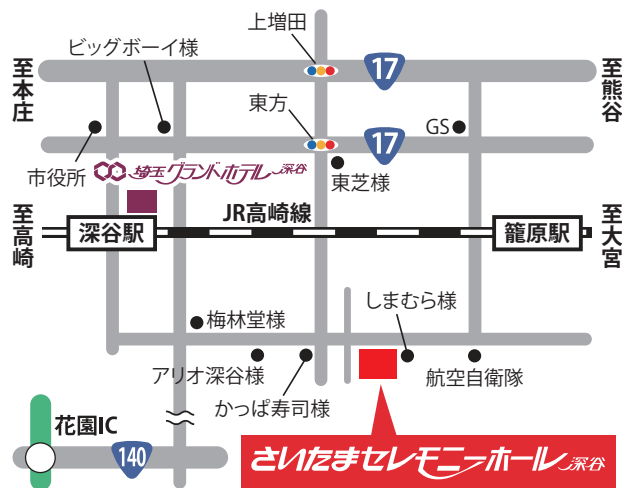 上増田
ビッグボーイ様
至本庄
17
至熊谷
東方
GS
17
市役所
埼玉グランドホテル深谷
東芝様
至高崎
深谷駅
JR高崎線
籠原駅
至大宮
しまむら様
梅林堂様
アリオ深谷様
かっぱ寿司様
航空自衛隊
花園IC
140
さいたまセレモニーホール深谷